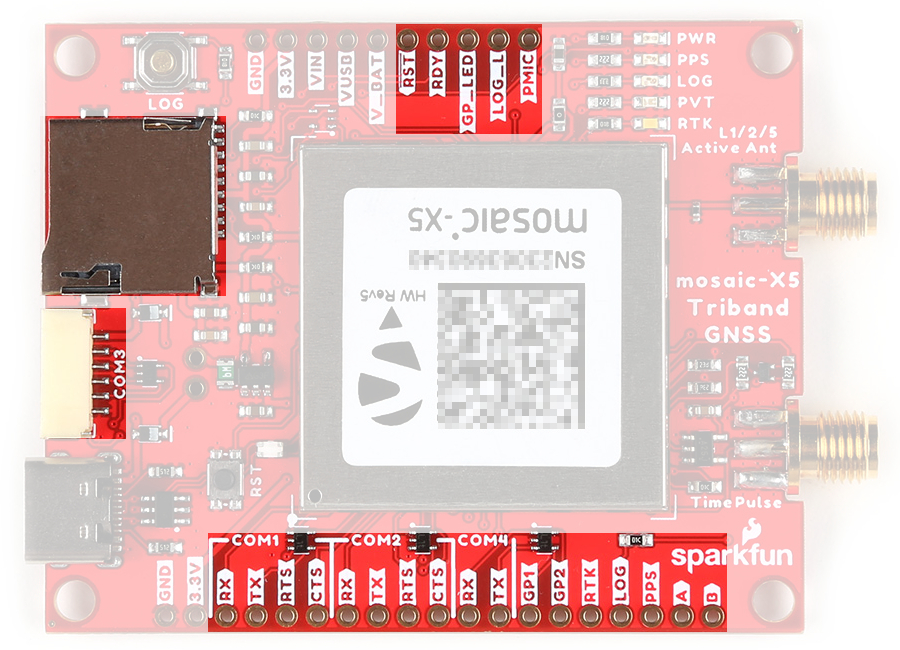 GND 3.3V VIN VUSB V_BAT RST RDY GP_LED LOG_L PMIC
PWR
PPS
LOG
PVT
RTK
LOG
L1/2/5
Active Ant
mosaic-X5
HW Rev5
mosaic-X5
Triband
GNSS
COM3
RST
TimePulse
COM1 COM2 COM4
sparkfun
GND 3.3V RX TX RTS CTS RX TX RTS CTS RX TX GP1 GP2 RTK LOG PPS A B